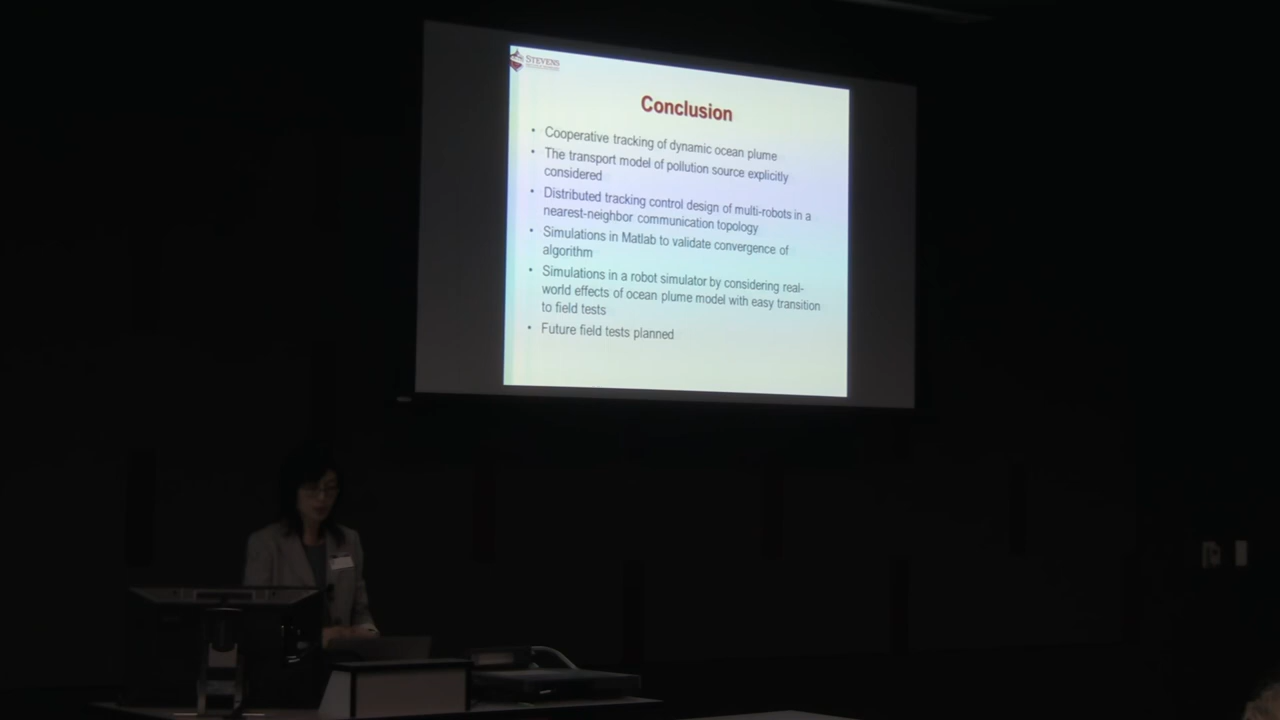 STEVENS
Conclusion
• Cooperative tracking of dynamic ocean plume
• The transport model of pollution source explicitly
considered
• Distributed tracking control design of multi-robots in a
nearest-neighbor communication topology
• Simulations in Matlab to validate convergence of
algorithm
• Simulations in a robot simulator by considering real-
world effects of ocean plume model with easy transition
to field tests
• Future field tests planned